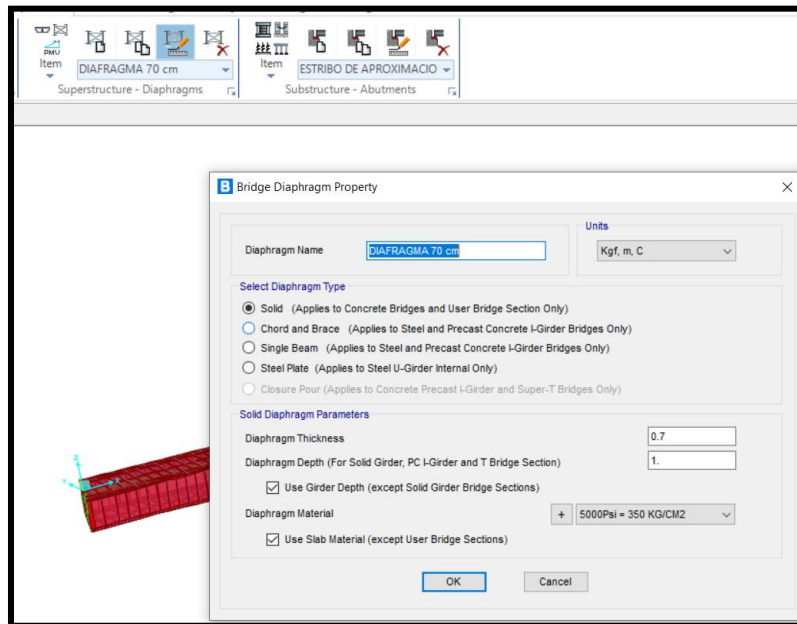 PMV
Item
DIAFRAGMA 70 cm
Superstructure - Diaphragms
Item
ESTRIBO DE APROXIMACIO
Substructure - Abutments
B Bridge Diaphragm Property
Units
Diaphragm Name DIAFRAGMA 70 cm Kgf, m, C
Select Diaphragm Type
Solid (Applies to Concrete Bridges and User Bridge Section Only)
Chord and Brace (Applies to Steel and Precast Concrete I-Girder Bridges Only)
Single Beam (Applies to Steel and Precast Concrete I-Girder Bridges Only)
Steel Plate (Applies to Steel U-Girder Internal Only)
Closure Pour (Applies to Concrete Precast I-Girder and Super-T Bridges Only)
Solid Diaphragm Parameters
Diaphragm Thickness 0.7
Diaphragm Depth (For Solid Girder, PC I-Girder and T Bridge Section) 1.
Use Girder Depth (except Solid Girder Bridge Sections)
Diaphragm Material + 5000Psi = 350 KG/CM2
Use Slab Material (except User Bridge Sections)
OK Cancel
Z
Y X